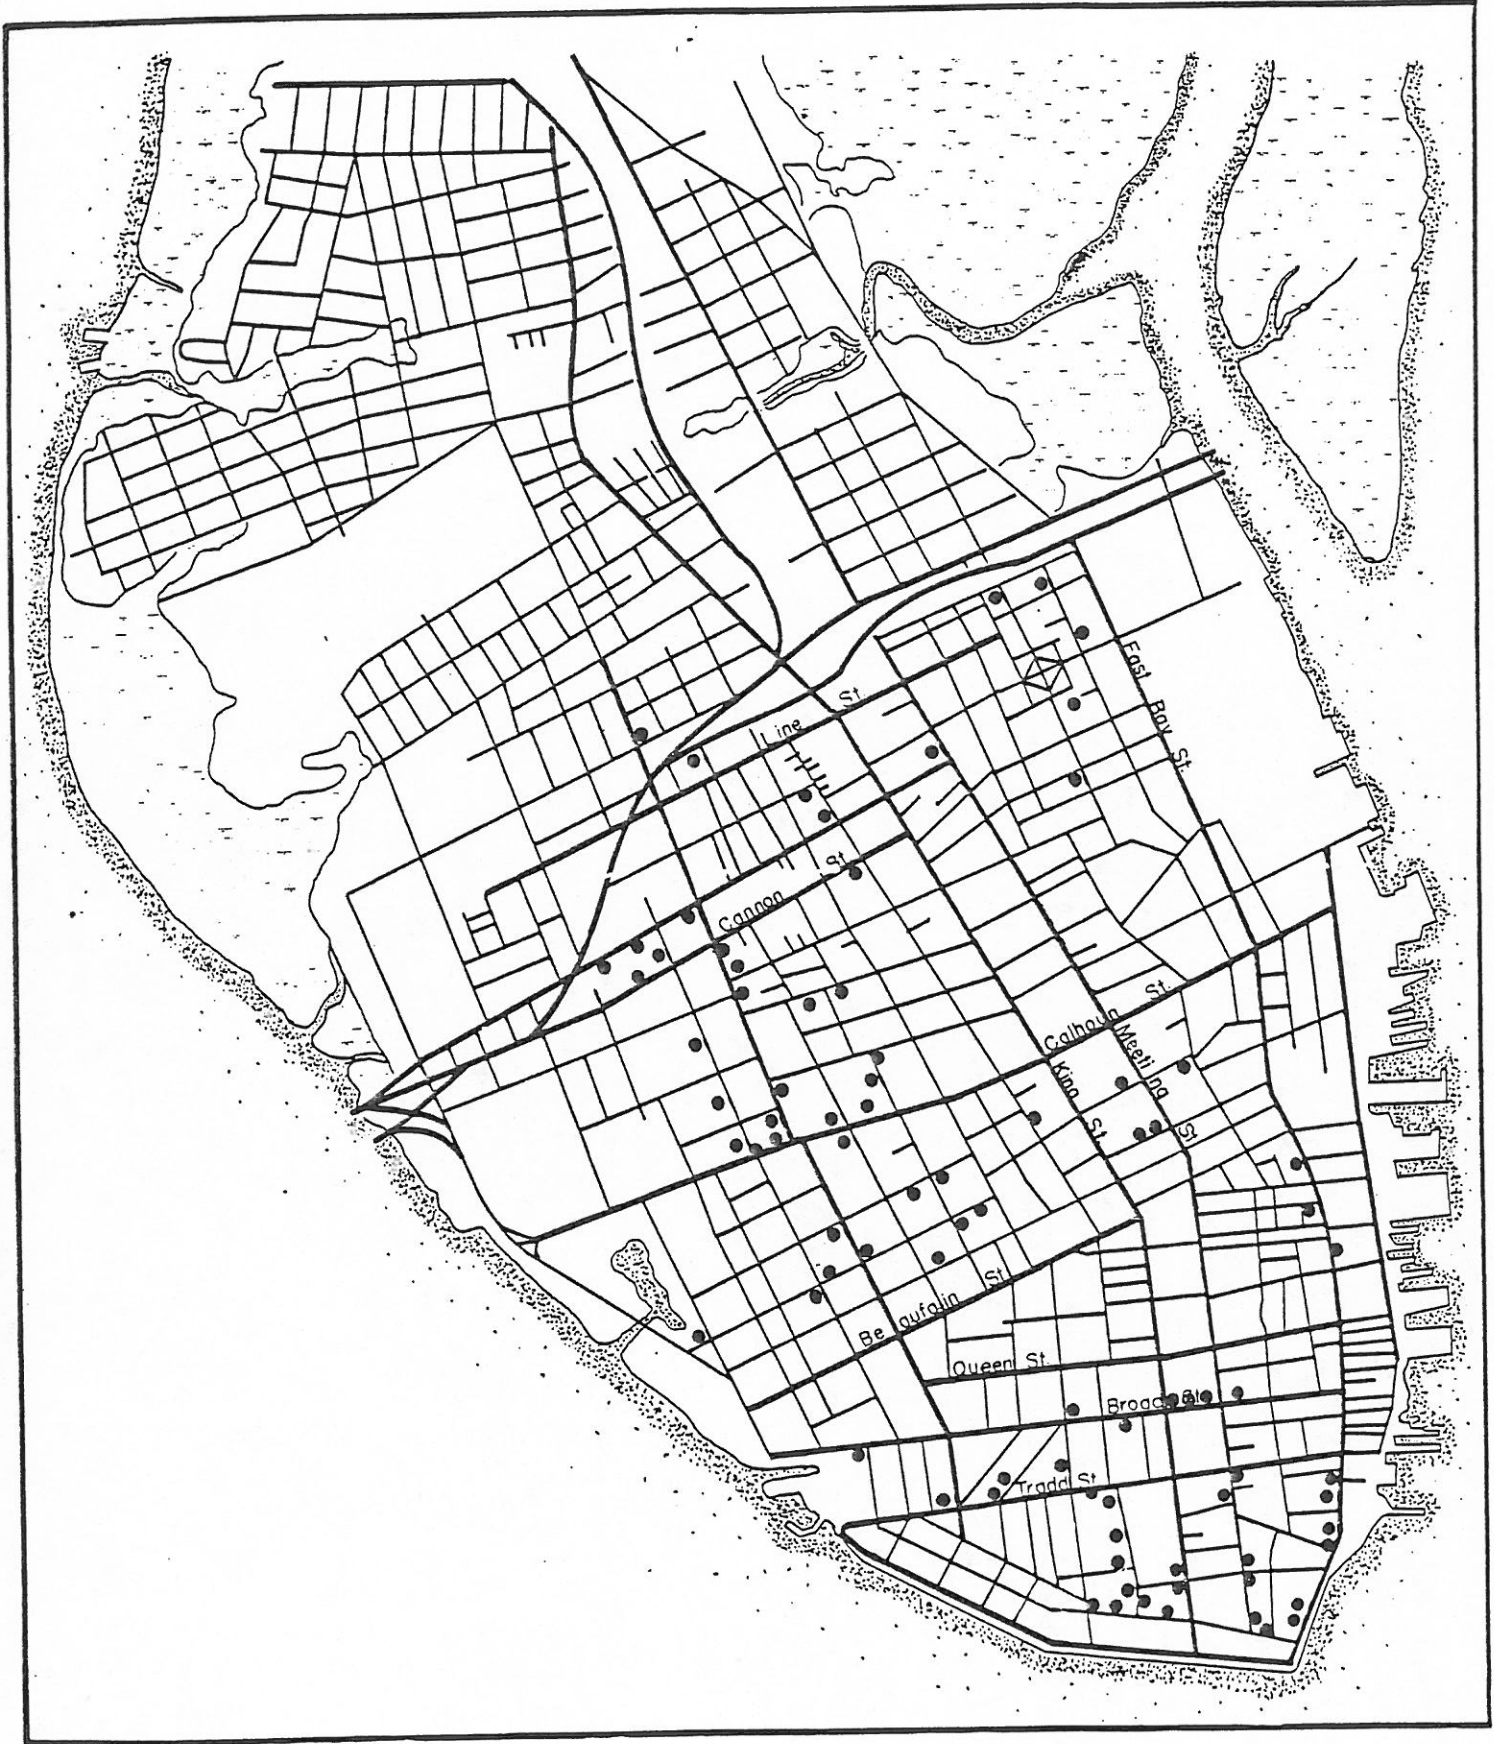 East Bay St.
Line St.
Cannon St.
Calhoun St.
Meeting St.
King St.
Beaufain St.
Queen St.
Broad St.
Tradd St.